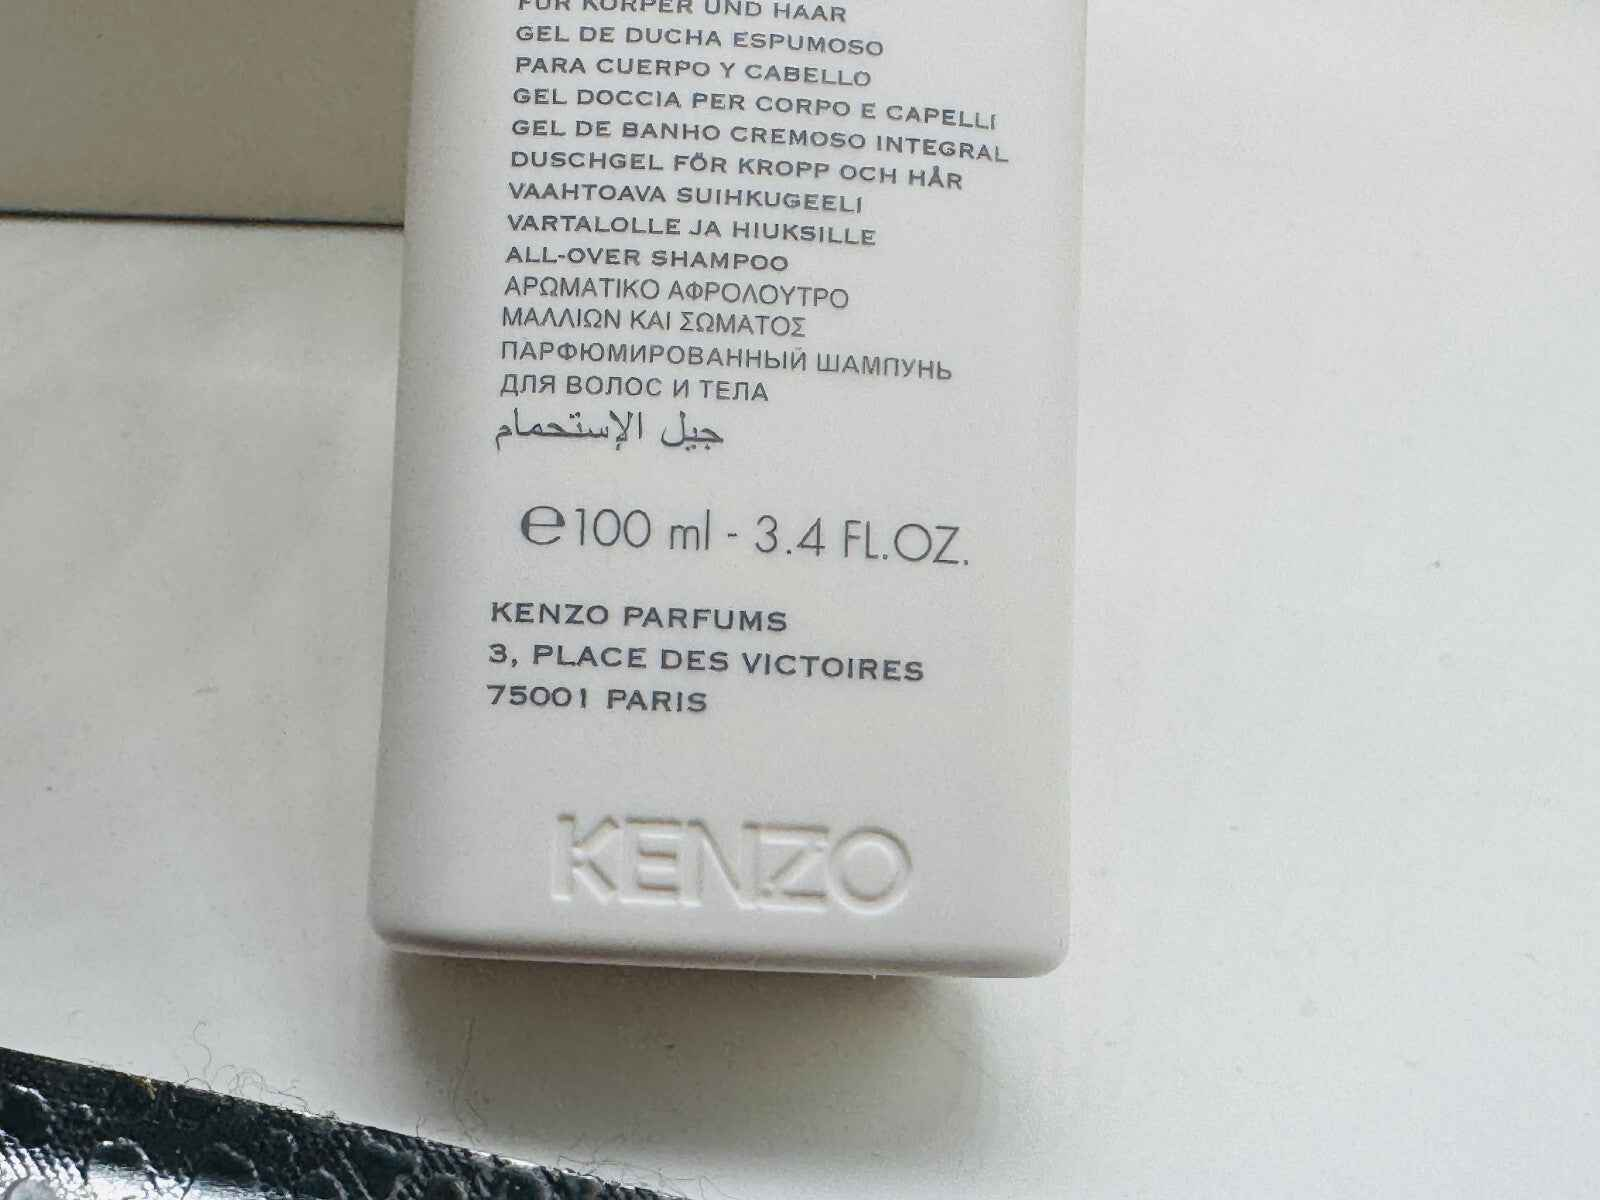 FÜR KÖRPER UND HAAR
GEL DE DUCHA ESPUMOSO
PARA CUERPO Y CABELLO
GEL DOCCIA PER CORPO E CAPELLI
GEL DE BANHO CREMOSO INTEGRAL
DUSCHGEL FÖR KROPP OCH HÅR
VAAHTOAVA SUIHKUGEELI
VARTALOLLE JA HIUKSILLE
ALL-OVER SHAMPOO
ΑΡΩΜΑΤΙΚΟ ΑΦΡΟΛΟΥΤΡΟ
ΜΑΛΛΙΩΝ ΚΑΙ ΣΩΜΑΤΟΣ
ПАРФЮМИРОВАННЫЙ ШАМПУНЬ
ДЛЯ ВОЛОС И ТЕЛА
جيل الإستحمام
℮100 ml - 3.4 FL.OZ.
KENZO PARFUMS
3, PLACE DES VICTOIRES
75001 PARIS
KENZO